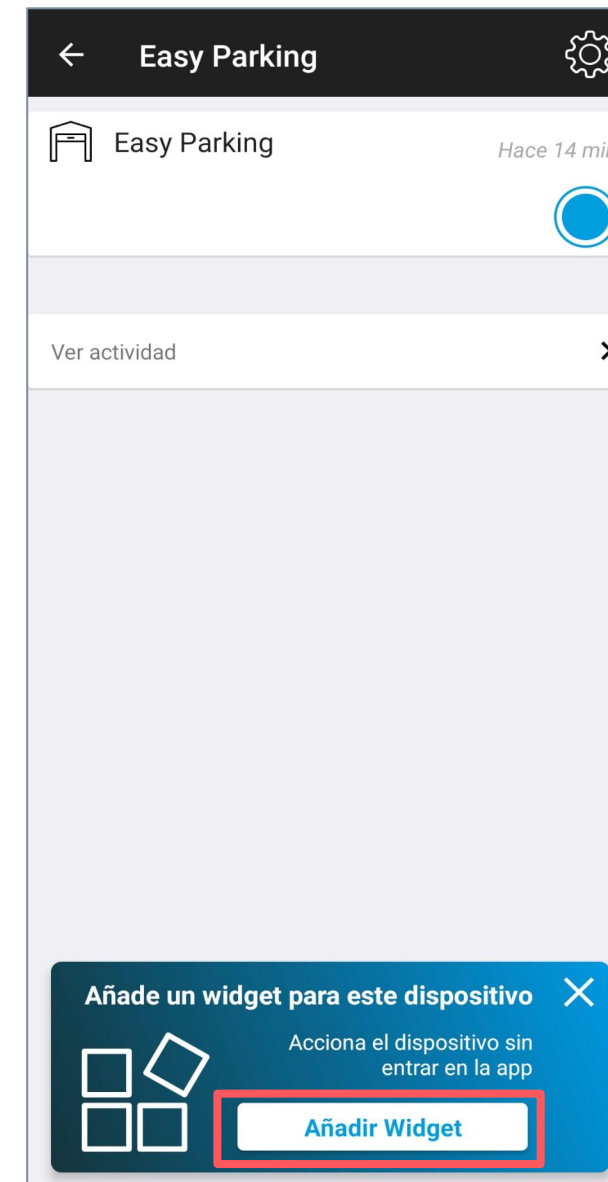 Easy Parking
Easy Parking
Hace 14 min
Ver actividad
Añade un widget para este dispositivo
Acciona el dispositivo sin
entrar en la app
Añadir Widget